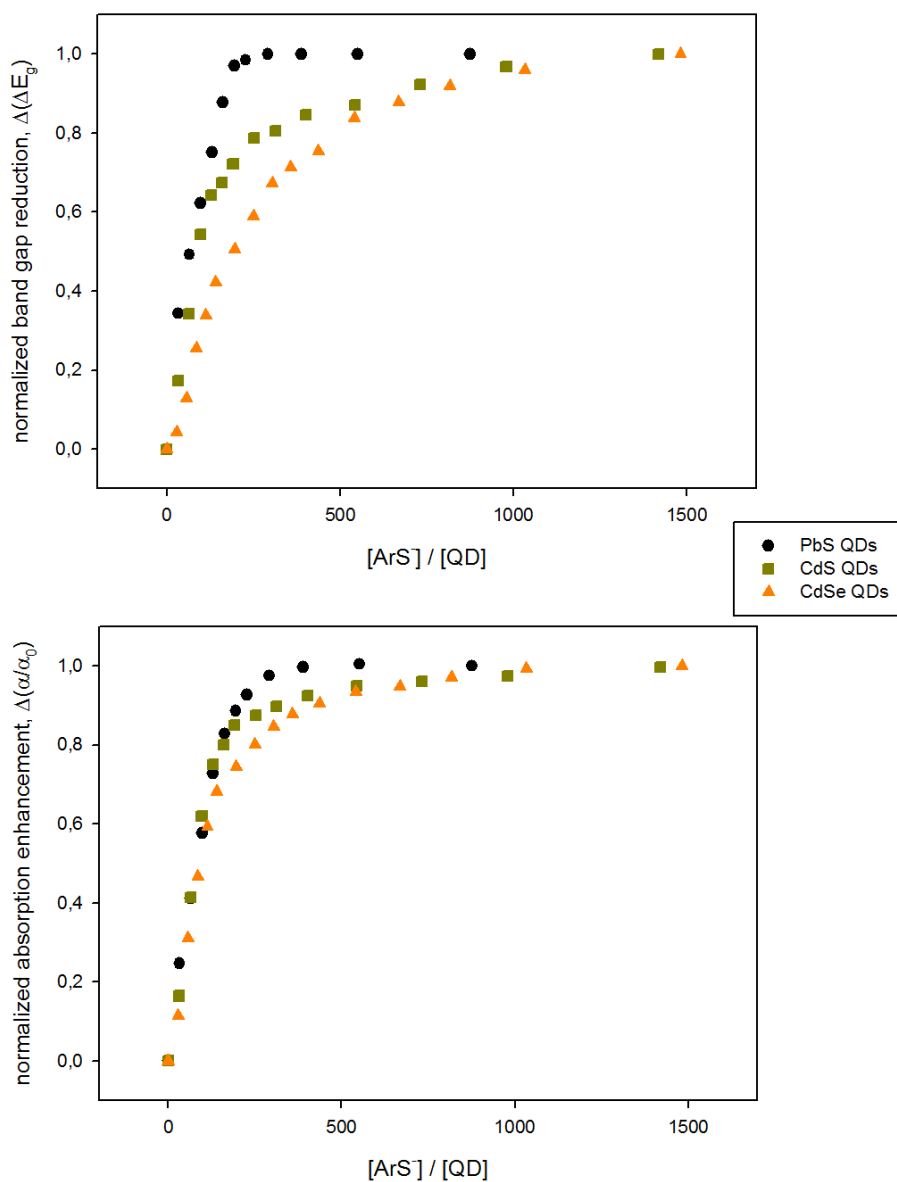 normalized band gap reduction, Δ(ΔEg)
1,0
0,8
0,6
0,4
0,2
0,0
0 500 1000 1500
[ArS⁻] / [QD]
PbS QDs
CdS QDs
CdSe QDs
normalized absorption enhancement, Δ(α/α0)
1,0
0,8
0,6
0,4
0,2
0,0
0 500 1000 1500
[ArS⁻] / [QD]